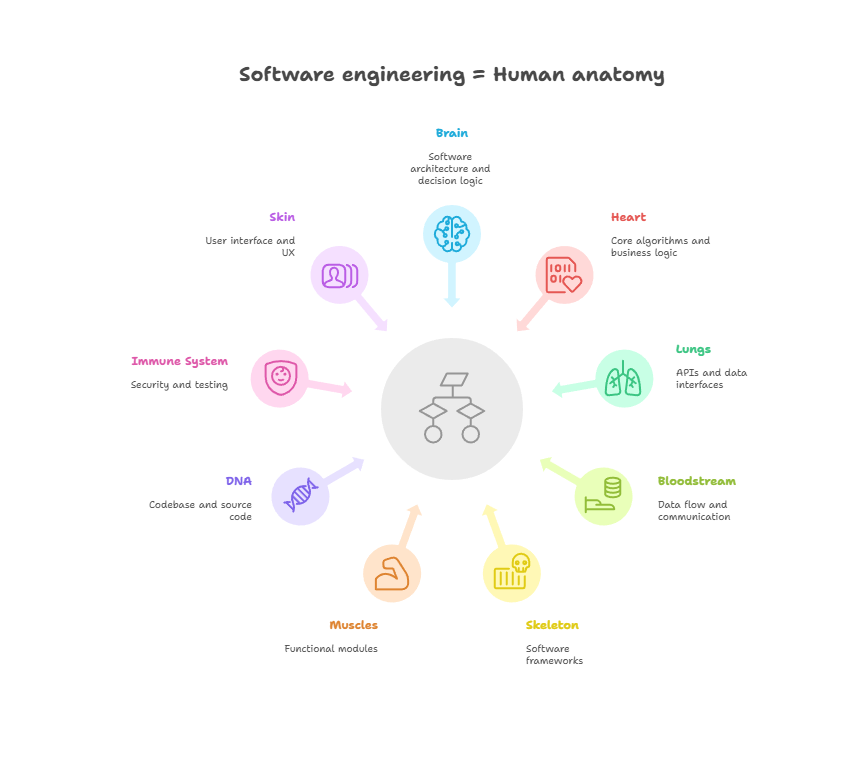 Software engineering = Human anatomy
Brain
Software
architecture and
decision logic
Skin
User interface and
UX
Heart
Core algorithms and
business logic
1011
01
Lungs
APIs and data
interfaces
Immune System
Security and testing
DNA
Codebase and source
code
Bloodstream
Data flow and
communication
Muscles
Functional modules
Skeleton
Software
frameworks